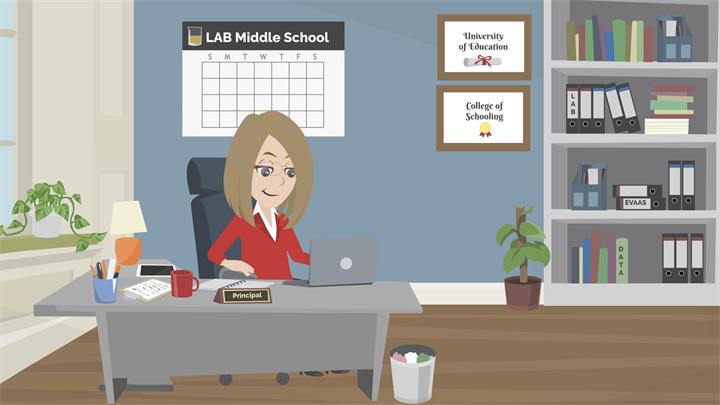 LAB Middle School
S M T W T F S
University
of Education
College of
Schooling
LAB
EVAAS
DATA
Principal